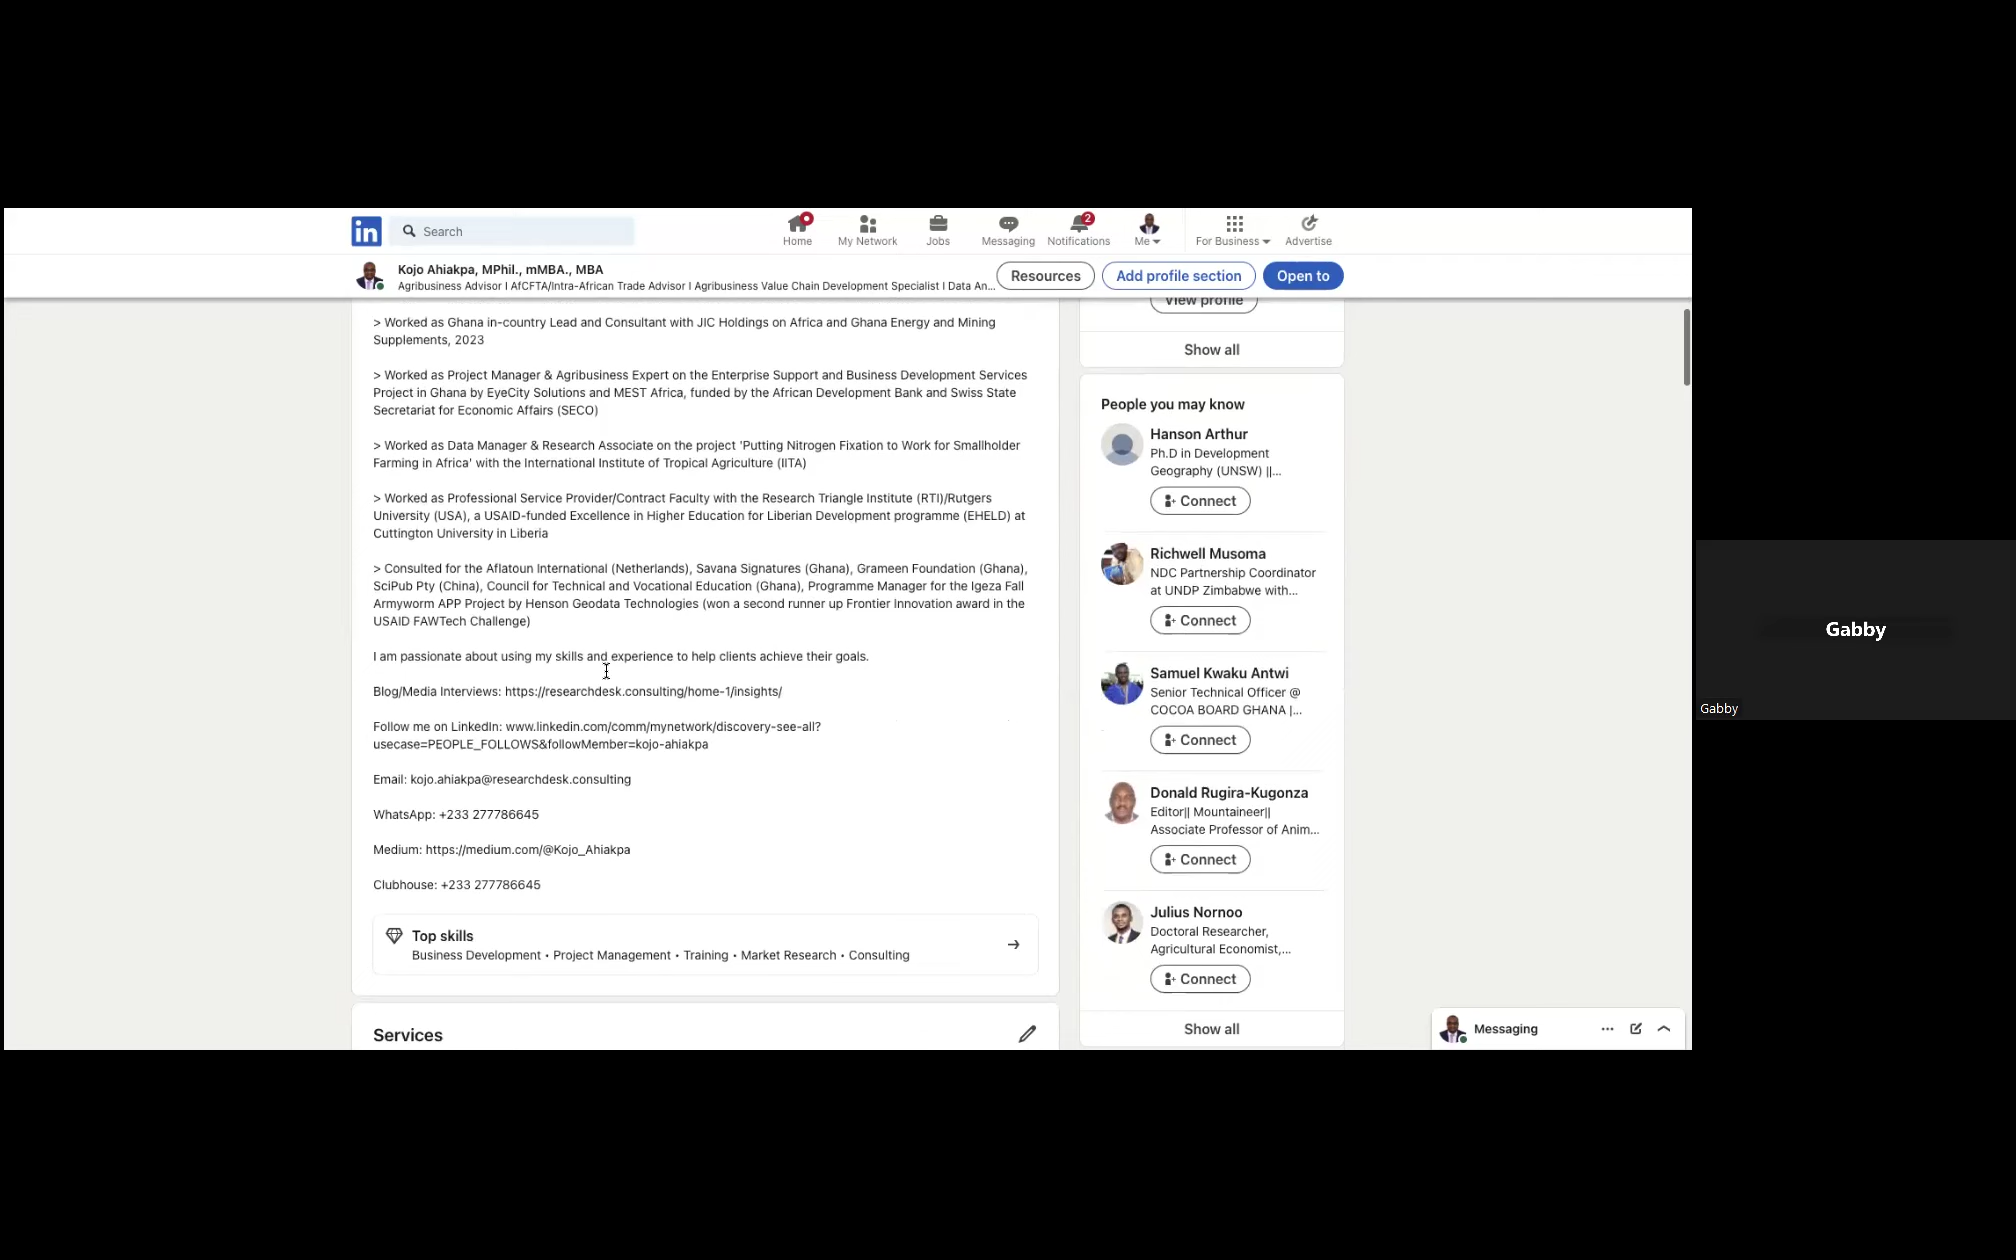 in
Search
Home
My Network
Jobs
Messaging
2
Notifications
Me
For Business
Advertise
Kojo Ahiakpa, MPhil., mMBA., MBA
Agribusiness Advisor I AfCFTA/Intra-African Trade Advisor I Agribusiness Value Chain Development Specialist I Data An...
Resources
Add profile section
Open to
> Worked as Ghana in-country Lead and Consultant with JIC Holdings on Africa and Ghana Energy and Mining
Supplements, 2023
> Worked as Project Manager & Agribusiness Expert on the Enterprise Support and Business Development Services
Project in Ghana by EyeCity Solutions and MEST Africa, funded by the African Development Bank and Swiss State
Secretariat for Economic Affairs (SECO)
> Worked as Data Manager & Research Associate on the project 'Putting Nitrogen Fixation to Work for Smallholder
Farming in Africa' with the International Institute of Tropical Agriculture (IITA)
> Worked as Professional Service Provider/Contract Faculty with the Research Triangle Institute (RTI)/Rutgers
University (USA), a USAID-funded Excellence in Higher Education for Liberian Development programme (EHELD) at
Cuttington University in Liberia
> Consulted for the Aflatoun International (Netherlands), Savana Signatures (Ghana), Grameen Foundation (Ghana),
SciPub Pty (China), Council for Technical and Vocational Education (Ghana), Programme Manager for the Igeza Fall
Armyworm APP Project by Henson Geodata Technologies (won a second runner up Frontier Innovation award in the
USAID FAWTech Challenge)
I am passionate about using my skills and experience to help clients achieve their goals.
Blog/Media Interviews: https://researchdesk.consulting/home-1/insights/
Follow me on LinkedIn: www.linkedin.com/comm/mynetwork/discovery-see-all?
usecase=PEOPLE_FOLLOWS&followMember=kojo-ahiakpa
Email: kojo.ahiakpa@researchdesk.consulting
WhatsApp: +233 277786645
Medium: https://medium.com/@Kojo_Ahiakpa
Clubhouse: +233 277786645
Top skills
Business Development • Project Management • Training • Market Research • Consulting
Services
View profile
Show all
People you may know
Hanson Arthur
Ph.D in Development
Geography (UNSW) ||...
Connect
Richwell Musoma
NDC Partnership Coordinator
at UNDP Zimbabwe with...
Connect
Samuel Kwaku Antwi
Senior Technical Officer @
COCOA BOARD GHANA |...
Connect
Donald Rugira-Kugonza
Editor|| Mountaineer||
Associate Professor of Anim...
Connect
Julius Nornoo
Doctoral Researcher,
Agricultural Economist,...
Connect
Show all
Messaging
Gabby
Gabby